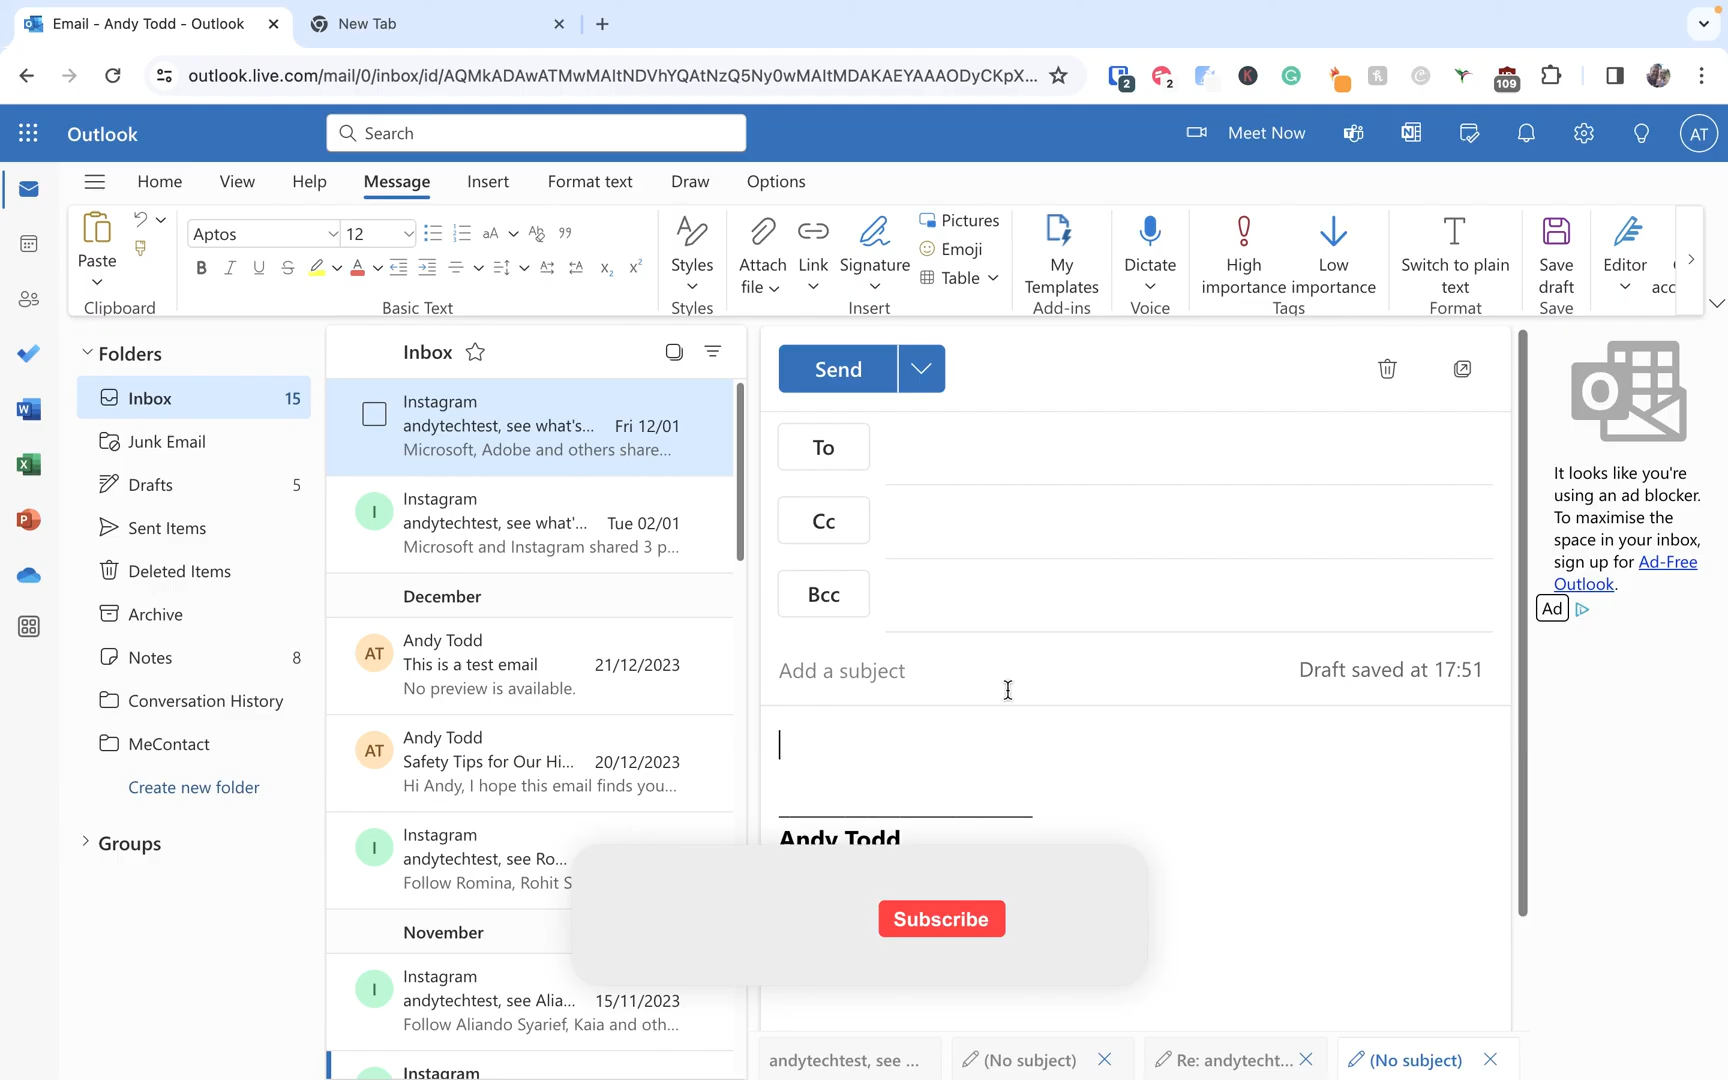 Email - Andy Todd - Outlook
New Tab
outlook.live.com/mail/0/inbox/id/AQMkADAwATMwMAItNDVhYQAtNzQ5Ny0wMAItMDAKAEYAAAODyCKpX...
2
2
109
Outlook
Search
Meet Now
AT
Home
View
Help
Message
Insert
Format text
Draw
Options
Paste
Clipboard
Aptos
12
Basic Text
Styles
Styles
Attach file
Link
Signature
Pictures
Emoji
Table
Insert
My Templates
Add-ins
Dictate
Voice
High importance
Low importance
Tags
Switch to plain text
Format
Save draft
Save
Editor
acc
Folders
Inbox 15
Junk Email
Drafts 5
Sent Items
Deleted Items
Archive
Notes 8
Conversation History
MeContact
Create new folder
Groups
Inbox
Instagram
andytechtest, see what's... Fri 12/01
Microsoft, Adobe and others share...
I
Instagram
andytechtest, see what'... Tue 02/01
Microsoft and Instagram shared 3 p...
December
AT
Andy Todd
This is a test email 21/12/2023
No preview is available.
AT
Andy Todd
Safety Tips for Our Hi... 20/12/2023
Hi Andy, I hope this email finds you...
I
Instagram
andytechtest, see Ro...
Follow Romina, Rohit S
November
I
Instagram
andytechtest, see Alia... 15/11/2023
Follow Aliando Syarief, Kaia and oth...
Instagram
Send
To
Cc
Bcc
Add a subject
Draft saved at 17:51
Andy Todd
Subscribe
andytechtest, see ...
(No subject)
Re: andytecht...
(No subject)
It looks like you're
using an ad blocker.
To maximise the
space in your inbox,
sign up for Ad-Free
Outlook.
Ad